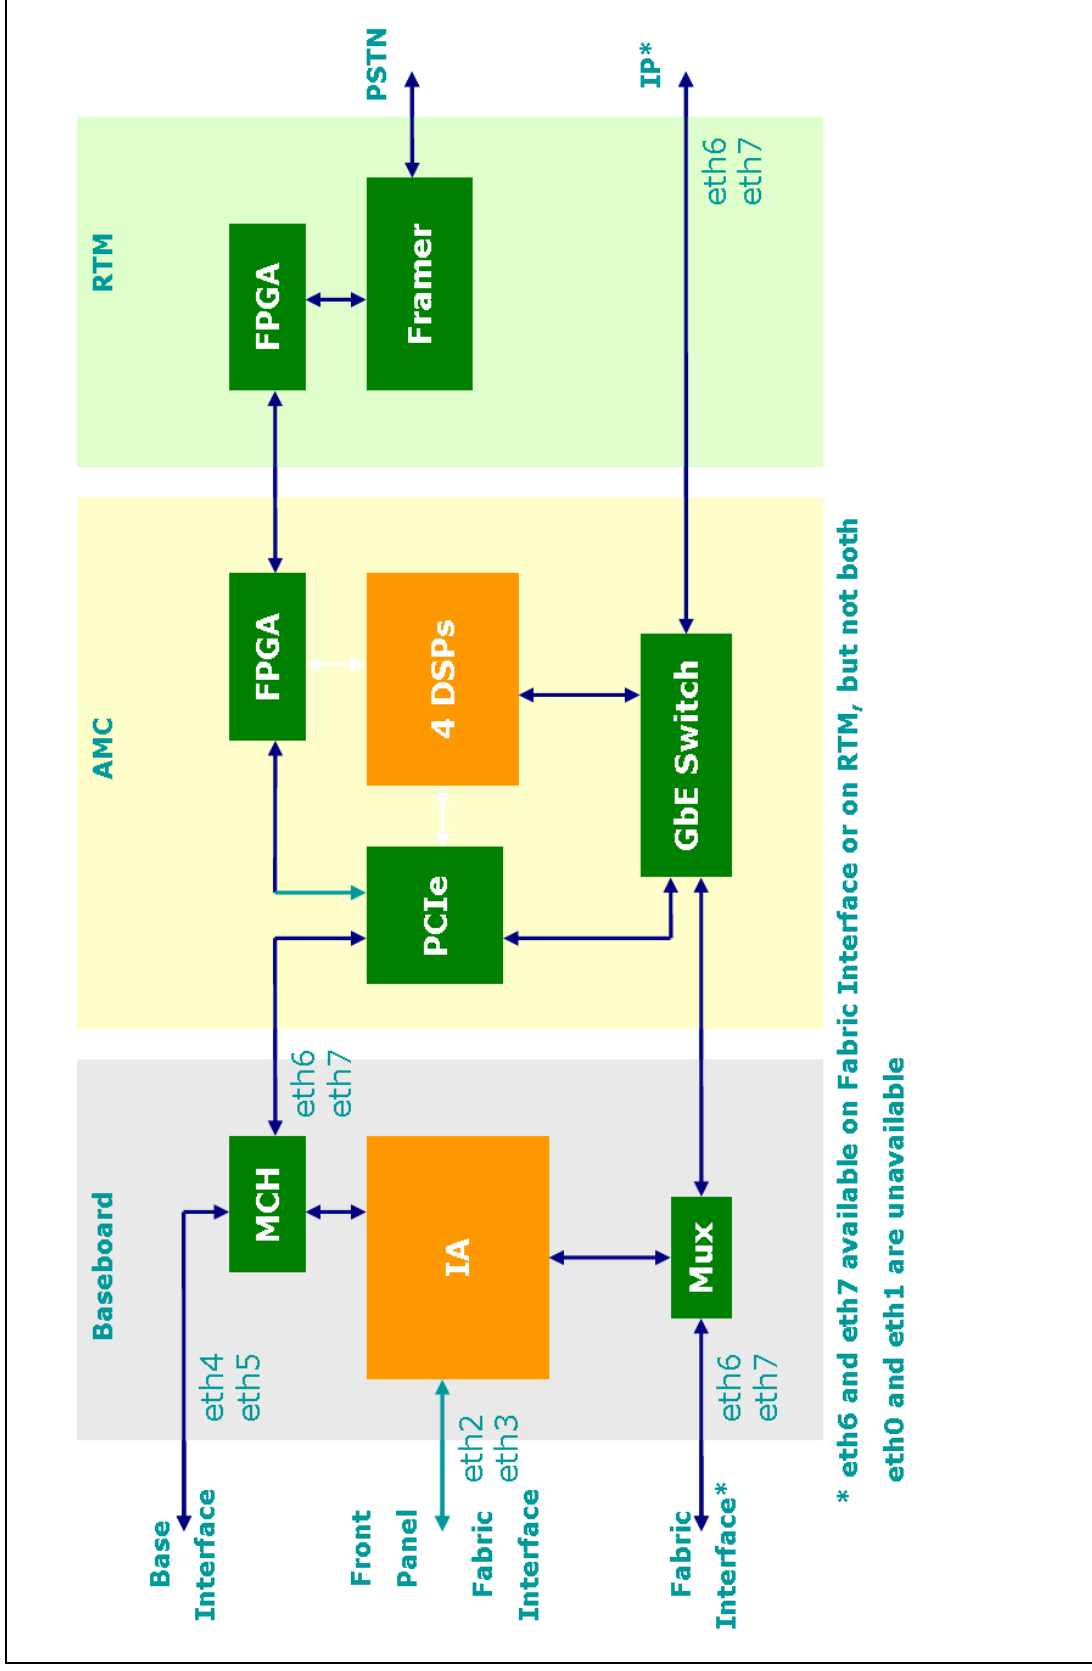 Baseboard
AMC
RTM
Base
Interface
eth4
eth5
MCH
eth6
eth7
FPGA
FPGA
Front
Panel
Fabric
Interface
eth2
eth3
IA
PCIe
4 DSPs
Framer
PSTN
Fabric
Interface*
eth6
eth7
Mux
GbE Switch
eth6
eth7
IP*
* eth6 and eth7 available on Fabric Interface or on RTM, but not both
eth0 and eth1 are unavailable